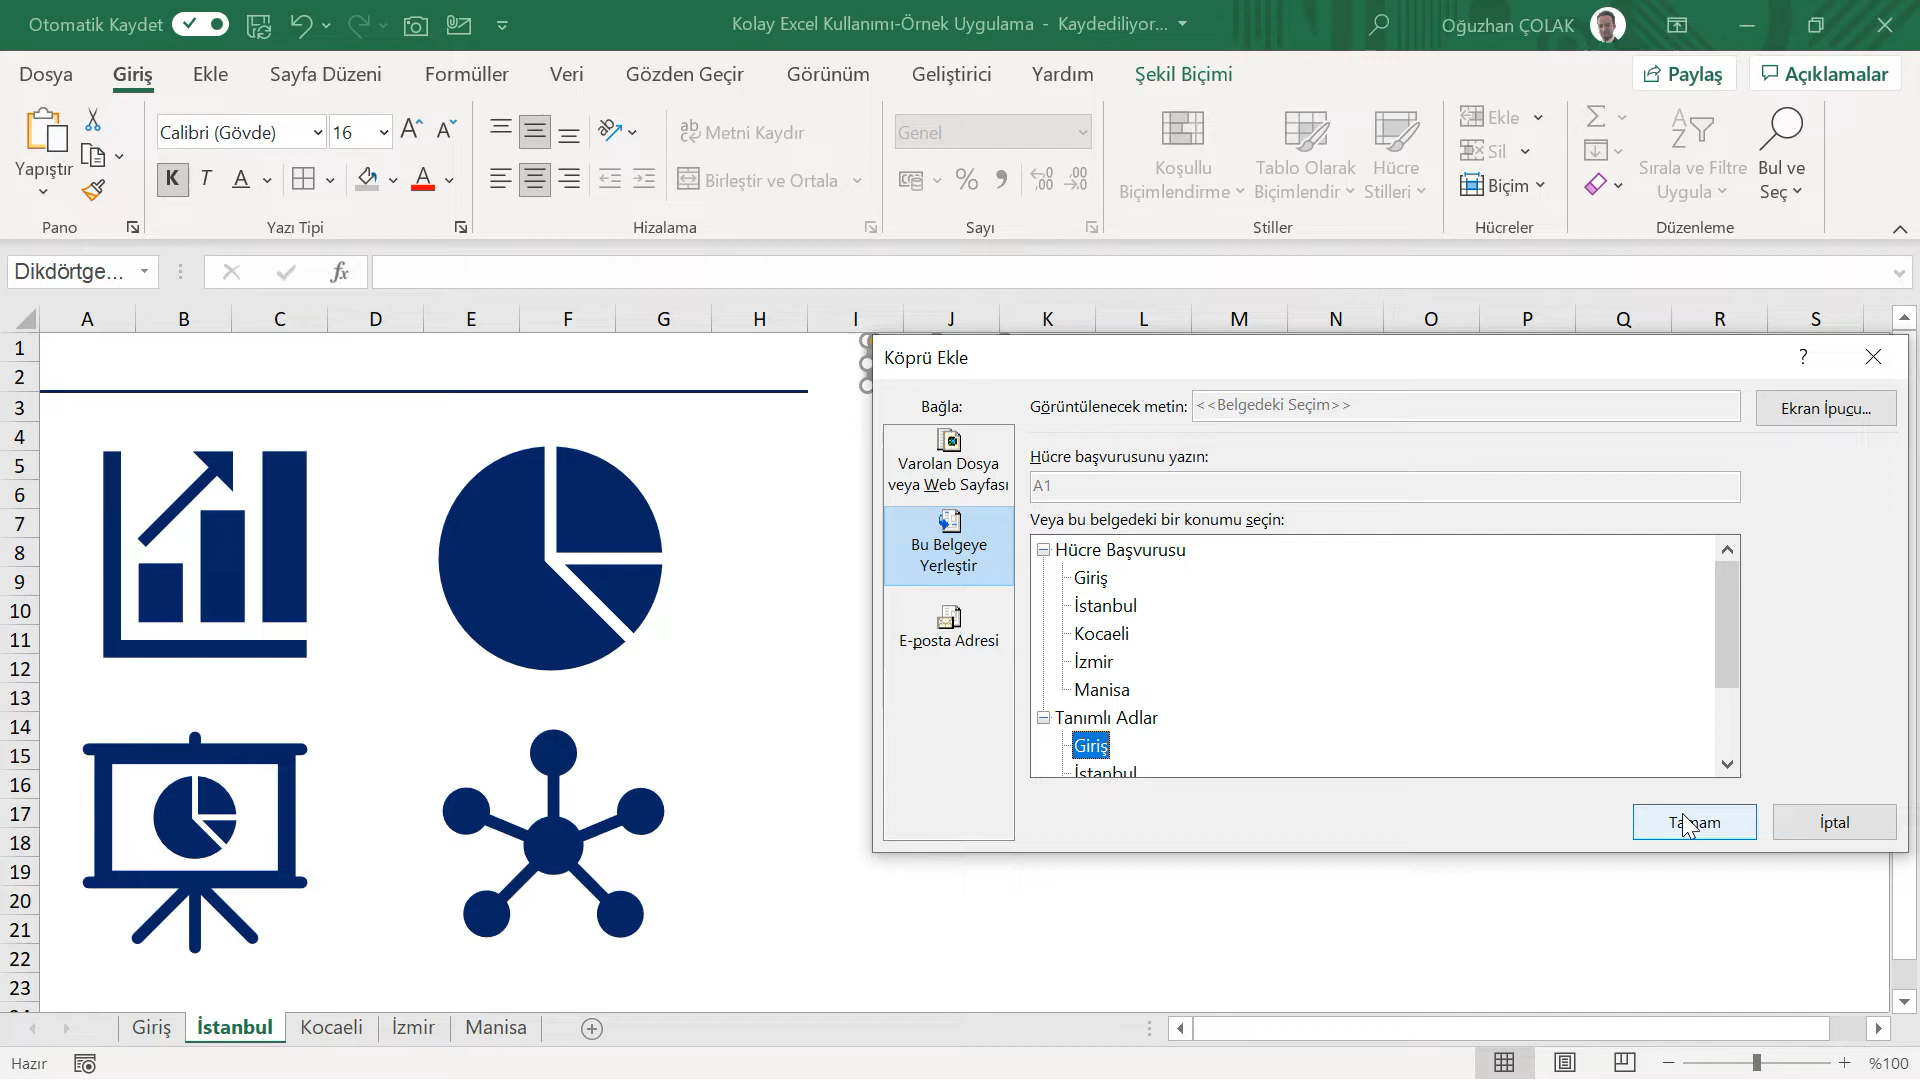 Otomatik Kaydet
Kolay Excel Kullanımı-Örnek Uygulama - Kaydediliyor...
Oğuzhan ÇOLAK
Dosya Giriş Ekle Sayfa Düzeni Formüller Veri Gözden Geçir Görünüm Geliştirici Yardım Şekil Biçimi Paylaş Açıklamalar
Yapıştır
Pano
Calibri (Gövde) 16
K T A A
Yazı Tipi
Metni Kaydır
Birleştir ve Ortala
Hizalama
Genel
%
Sayı
Koşullu
Biçimlendirme
Tablo Olarak
Biçimlendir
Hücre
Stilleri
Stiller
Ekle
Sil
Biçim
Hücreler
Sırala ve Filtre
Uygula
Bul ve
Seç
Düzenleme
Dikdörtge... fx
A B C D E F G H I J K L M N O P Q R S
1
2
3
4
5
6
7
8
9
10
11
12
13
14
15
16
17
18
19
20
21
22
23
Köprü Ekle ?
Bağla:
Varolan Dosya
veya Web Sayfası
Bu Belgeye
Yerleştir
E-posta Adresi
Görüntülenecek metin: <<Belgedeki Seçim>>
Ekran İpucu...
Hücre başvurusunu yazın:
A1
Veya bu belgedeki bir konumu seçin:
Hücre Başvurusu
Giriş
İstanbul
Kocaeli
İzmir
Manisa
Tanımlı Adlar
Giriş
İstanbul
Tamam İptal
Giriş İstanbul Kocaeli İzmir Manisa
Hazır
%100